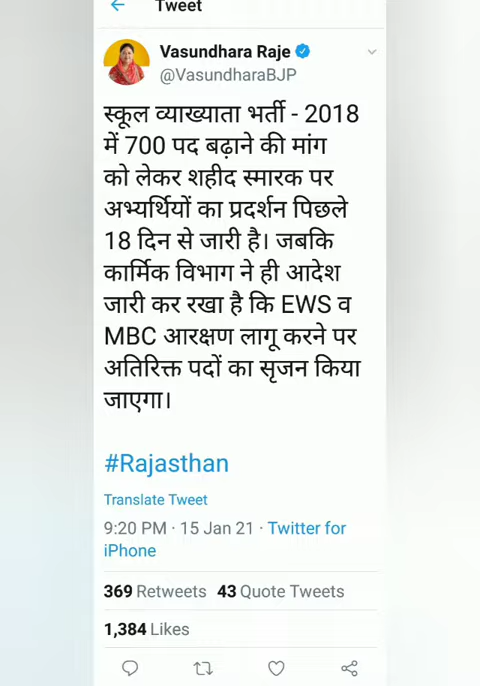 Tweet
Vasundhara Raje
@VasundharaBJP
स्कूल व्याख्याता भर्ती - 2018
में 700 पद बढ़ाने की मांग
को लेकर शहीद स्मारक पर
अभ्यर्थियों का प्रदर्शन पिछले
18 दिन से जारी है। जबकि
कार्मिक विभाग ने ही आदेश
जारी कर रखा है कि EWS व
MBC आरक्षण लागू करने पर
अतिरिक्त पदों का सृजन किया
जाएगा।
#Rajasthan
Translate Tweet
9:20 PM · 15 Jan 21 · Twitter for
iPhone
369 Retweets 43 Quote Tweets
1,384 Likes